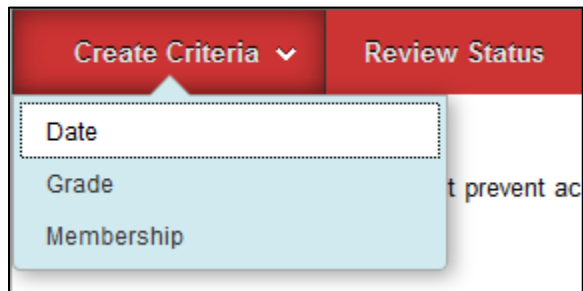 Create Criteria Review Status
Date
Grade
t prevent ac
Membership